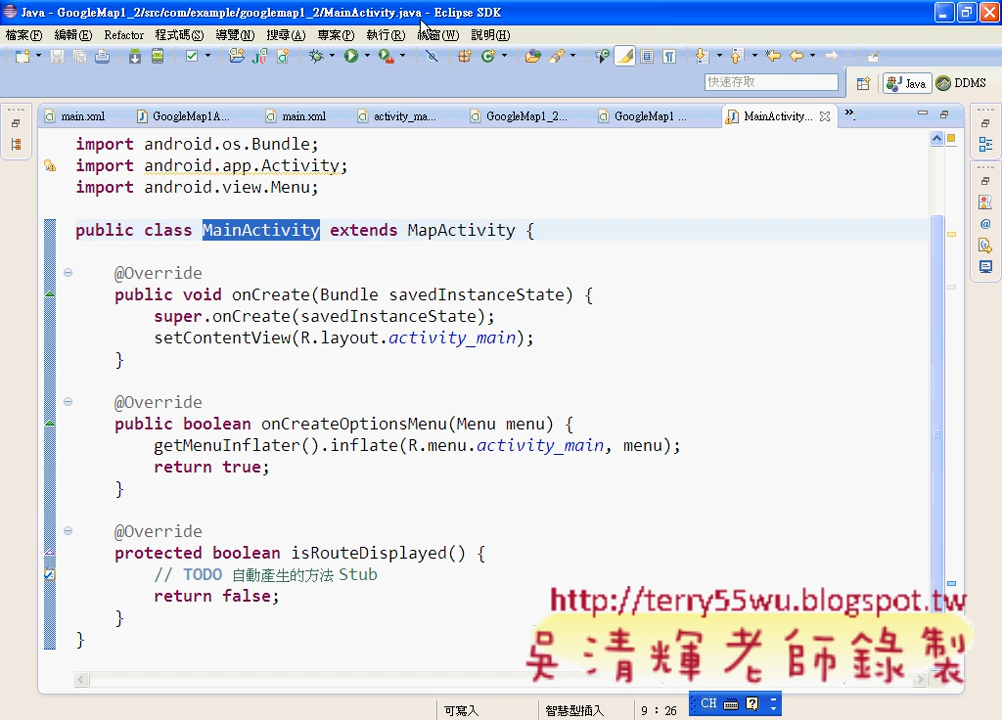 Java - GoogleMap1_2/src/com/example/googlemap1_2/MainActivity.java - Eclipse SDK
檔案(F) 編輯(E) Refactor 程式碼(S) 導覽(N) 搜尋(A) 專案(P) 執行(R) 視窗(W) 說明(H)
快速存取 Java DDMS
main.xml GoogleMap1A... main.xml activity_ma... GoogleMap1_2... GoogleMap1 ... MainActivity...
import android.os.Bundle;
import android.app.Activity;
import android.view.Menu;
public class MainActivity extends MapActivity {
@Override
public void onCreate(Bundle savedInstanceState) {
super.onCreate(savedInstanceState);
setContentView(R.layout.activity_main);
}
@Override
public boolean onCreateOptionsMenu(Menu menu) {
getMenuInflater().inflate(R.menu.activity_main, menu);
return true;
}
@Override
protected boolean isRouteDisplayed() {
// TODO 自動產生的方法 Stub
return false;
}
}
http://terry55wu.blogspot.tw
吳清輝老師錄製
可寫入 智慧型插入 9 : 26 CH